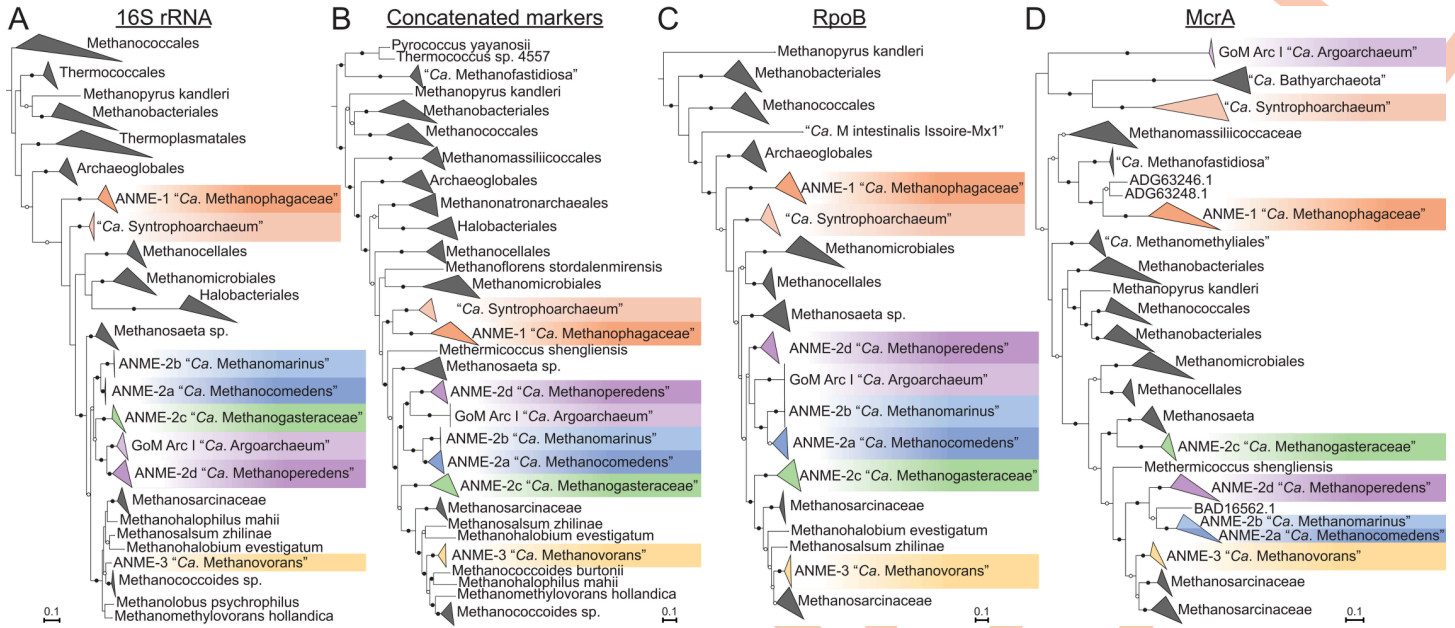 A
16S rRNA
Methanococcales
Thermococcales
Methanopyrus kandleri
Methanobacteriales
Thermoplasmatales
Archaeoglobales
ANME-1 “Ca. Methanophagaceae”
“Ca. Syntrophoarchaeum”
Methanocellales
Methanomicrobiales
Halobacteriales
Methanosaeta sp.
ANME-2b “Ca. Methanomarinus”
ANME-2a “Ca. Methanocomedens”
ANME-2c “Ca. Methanogasteraceae”
GoM Arc I “Ca. Argoarchaeum”
ANME-2d “Ca. Methanoperedens”
Methanosarcinaceae
Methanohalophilus mahii
Methanosalsum zhilinae
Methanohalobium evestigatum
ANME-3 “Ca. Methanovorans”
Methanococcoides sp.
Methanolobus psychrophilus
Methanomethylovorans hollandica
0.1
B
Concatenated markers
Pyrococcus yayanosii
Thermococcus sp. 4557
“Ca. Methanofastidiosa”
Methanopyrus kandleri
Methanobacteriales
Methanococcales
Methanomassiliicoccales
Archaeoglobales
Methanonatronarchaeales
Halobacteriales
Methanocellales
Methanoflorens stordalenmirensis
Methanomicrobiales
“Ca. Syntrophoarchaeum”
ANME-1 “Ca. Methanophagaceae”
Methermicoccus shengliensis
Methanosaeta sp.
ANME-2d “Ca. Methanoperedens”
GoM Arc I “Ca. Argoarchaeum”
ANME-2b “Ca. Methanomarinus”
ANME-2a “Ca. Methanocomedens”
ANME-2c “Ca. Methanogasteraceae”
Methanosarcinaceae
Methanosalsum zhilinae
Methanohalobium evestigatum
ANME-3 “Ca. Methanovorans”
Methanococcoides burtonii
Methanohalophilus mahii
Methanomethylovorans hollandica
Methanococcoides sp.
0.1
C
RpoB
Methanopyrus kandleri
Methanobacteriales
Methanococcales
“Ca. M intestinalis Issoire-Mx1”
Archaeoglobales
ANME-1 “Ca. Methanophagaceae”
“Ca. Syntrophoarchaeum”
Methanomicrobiales
Methanocellales
Methanosaeta sp.
ANME-2d “Ca. Methanoperedens”
GoM Arc I “Ca. Argoarchaeum”
ANME-2b “Ca. Methanomarinus”
ANME-2a “Ca. Methanocomedens”
ANME-2c “Ca. Methanogasteraceae”
Methanosarcinaceae
Methanohalobium evestigatum
Methanosalsum zhilinae
ANME-3 “Ca. Methanovorans”
Methanosarcinaceae
0.1
D
McrA
GoM Arc I “Ca. Argoarchaeum”
“Ca. Bathyarchaeota”
“Ca. Syntrophoarchaeum”
Methanomassiliicoccaceae
“Ca. Methanofastidiosa”
ADG63246.1
ADG63248.1
ANME-1 “Ca. Methanophagaceae”
“Ca. Methanomethyliales”
Methanobacteriales
Methanopyrus kandleri
Methanococcales
Methanobacteriales
Methanomicrobiales
Methanocellales
Methanosaeta
ANME-2c “Ca. Methanogasteraceae”
Methermicoccus shengliensis
ANME-2d “Ca. Methanoperedens”
BAD16562.1
ANME-2b “Ca. Methanomarinus”
ANME-2a “Ca. Methanocomedens”
ANME-3 “Ca. Methanovorans”
Methanosarcinaceae
Methanosarcinaceae
0.1